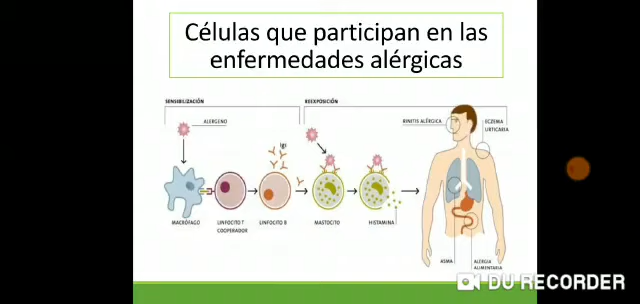 Células que participan en las
enfermedades alérgicas
SENSIBILIZACIÓN
REEXPOSICIÓN
ALERGENO
RINITIS ALÉRGICA
ECZEMA
URTICARIA
MACRÓFAGO
LINFOCITO T
COOPERADOR
LINFOCITO B
MASTOCITO
HISTAMINA
ASMA
ALERGIA
ALIMENTARIA
DU RECORDER